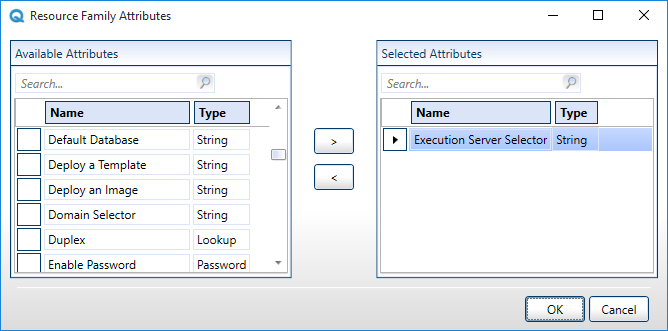 Resource Family Attributes
Available Attributes
Search...
Name Type
Default Database String
Deploy a Template String
Deploy an Image String
Domain Selector String
Duplex Lookup
Enable Password Password
>
<
Selected Attributes
Search...
Name Type
Execution Server Selector String
OK Cancel